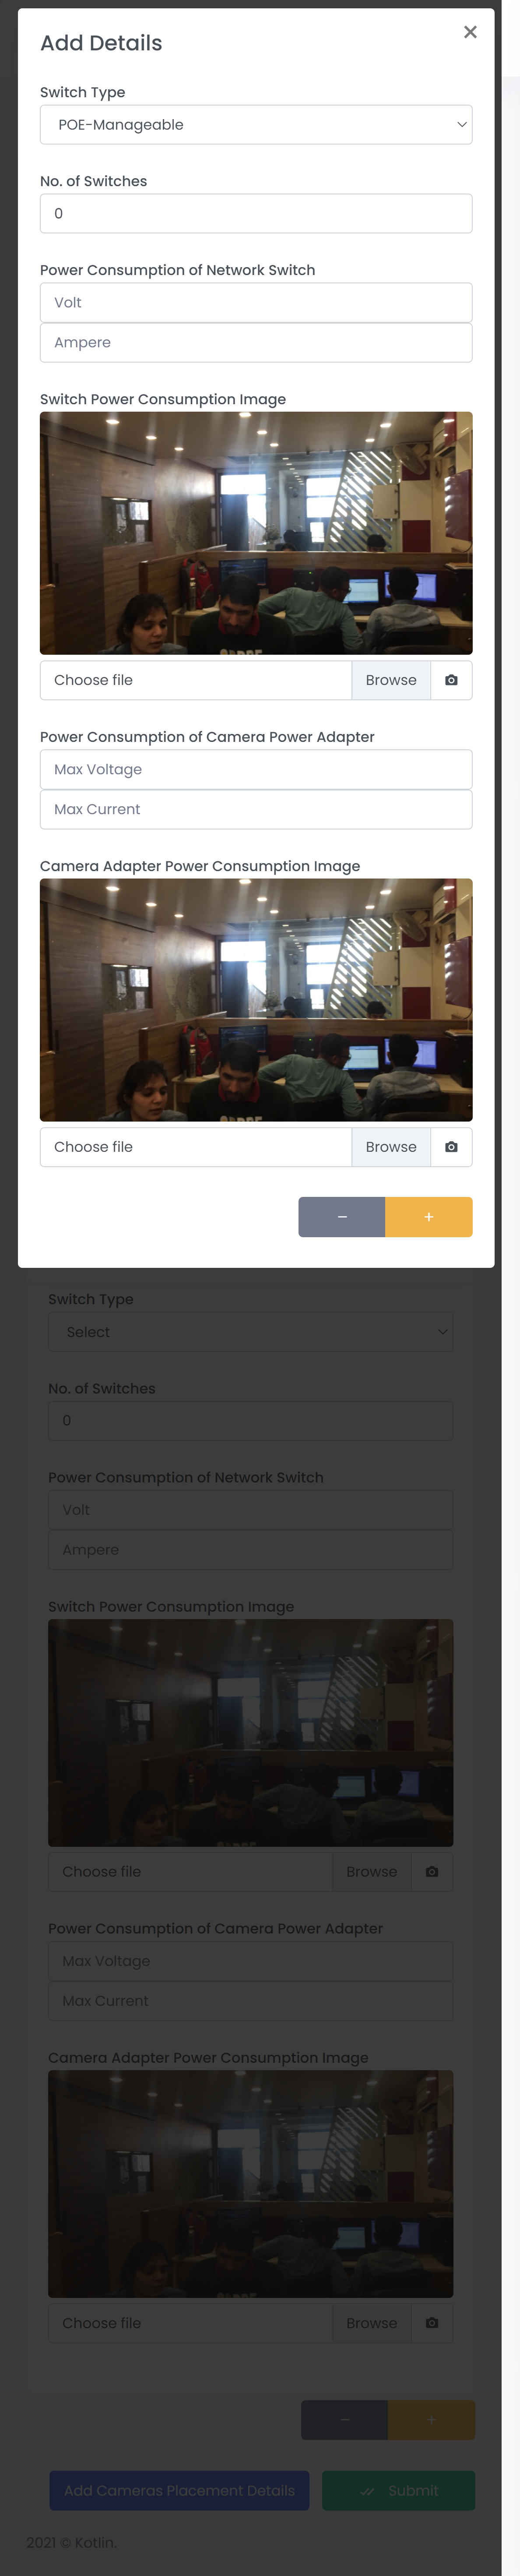 Add Details
×
Switch Type
POE-Manageable
No. of Switches
0
Power Consumption of Network Switch
Volt
Ampere
Switch Power Consumption Image
Choose file Browse
Power Consumption of Camera Power Adapter
Max Voltage
Max Current
Camera Adapter Power Consumption Image
Choose file Browse
− +
Switch Type
Select
No. of Switches
0
Power Consumption of Network Switch
Volt
Ampere
Switch Power Consumption Image
Choose file Browse
Power Consumption of Camera Power Adapter
Max Voltage
Max Current
Camera Adapter Power Consumption Image
Choose file Browse
− +
Add Cameras Placement Details Submit
2021 © Kotlin.